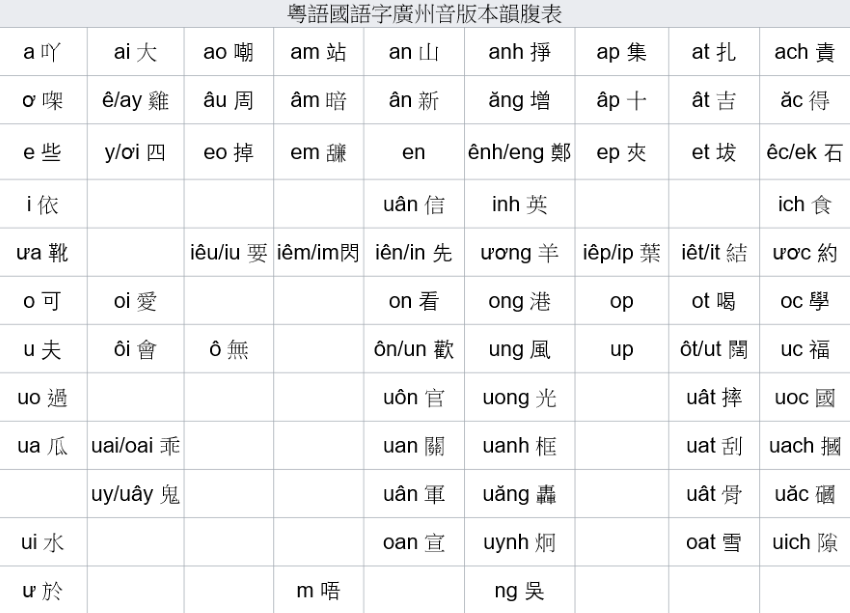 粵語國語字廣州音版本韻腹表
a 吖 ai 大 ao 嘲 am 站 an 山 anh 掙 ap 集 at 扎 ach 責
ơ 㗎 ê/ay 雞 âu 周 âm 暗 ân 新 ăng 增 âp 十 ât 吉 ăc 得
e 些 y/ơi 四 eo 掉 em 舐 en ênh/eng 鄭 ep 夾 et 坺 êc/ek 石
i 依 uân 信 inh 英 ich 食
ưa 靴 iêu/iu 要 iêm/im閃 iên/in 先 ương 羊 iêp/ip 葉 iêt/it 結 ươc 約
o 可 oi 愛 on 看 ong 港 op ot 喝 oc 學
u 夫 ôi 會 ô 無 ôn/un 歡 ung 風 up ôt/ut 闊 uc 福
uo 過 uôn 官 uong 光 uât 摔 uoc 國
ua 瓜 uai/oai 乖 uan 關 uanh 框 uat 刮 uach 摑
uy/uây 鬼 uân 軍 uăng 轟 uât 骨 uăc
ui 水 oan 宣 uynh 炯 oat 雪 uich 隙
ư 於 m 唔 ng 吳